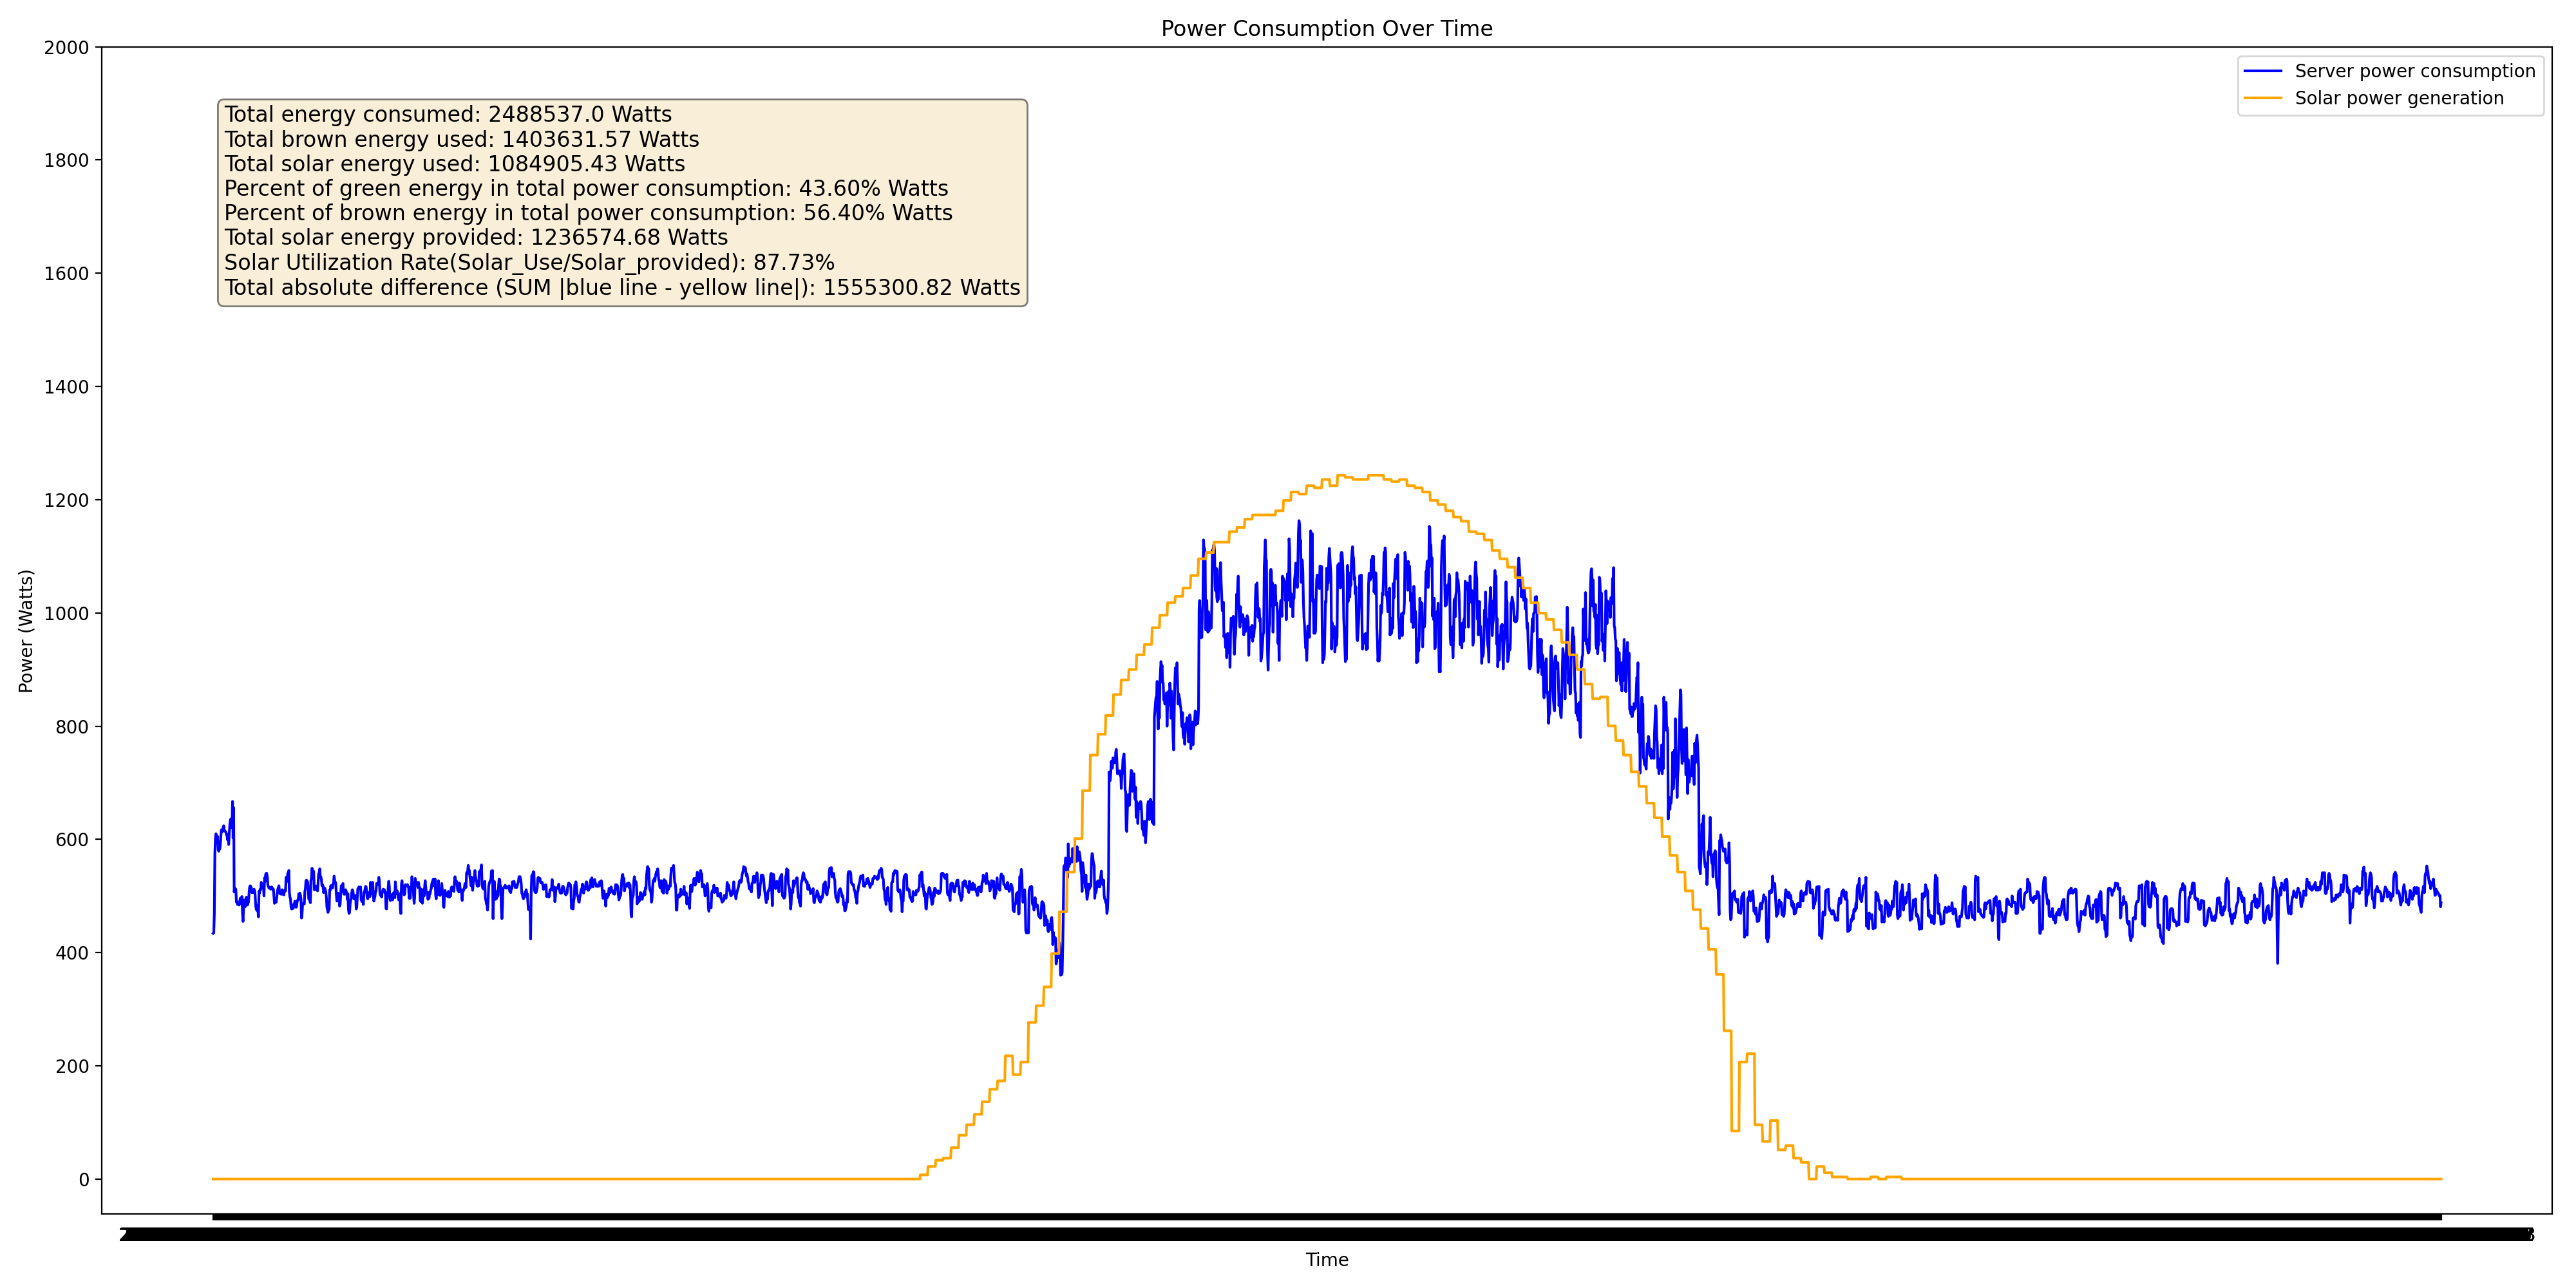 Power Consumption Over Time
2000
1800
1600
1400
1200
1000
800
600
400
200
0
Power (Watts)
Total energy consumed: 2488537.0 Watts
Total brown energy used: 1403631.57 Watts
Total solar energy used: 1084905.43 Watts
Percent of green energy in total power consumption: 43.60% Watts
Percent of brown energy in total power consumption: 56.40% Watts
Total solar energy provided: 1236574.68 Watts
Solar Utilization Rate(Solar_Use/Solar_provided): 87.73%
Total absolute difference (SUM |blue line - yellow line|): 1555300.82 Watts
Server power consumption
Solar power generation
Time